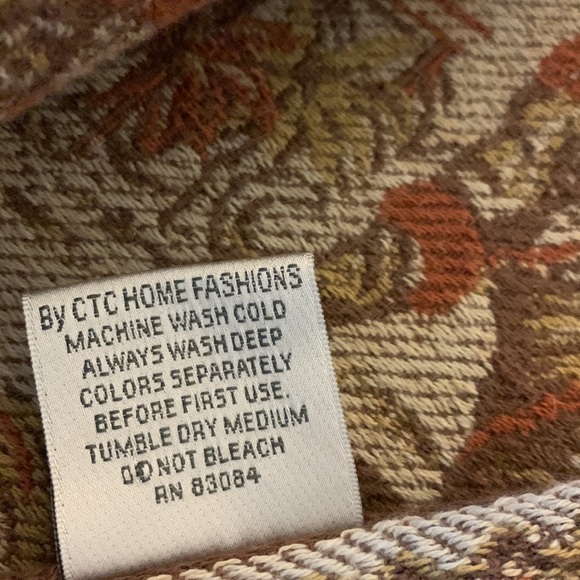 By CTC HOME FASHIONS
MACHINE WASH COLD
ALWAYS WASH DEEP
COLORS SEPARATELY
BEFORE FIRST USE.
TUMBLE DRY MEDIUM
DO NOT BLEACH
RN 83084